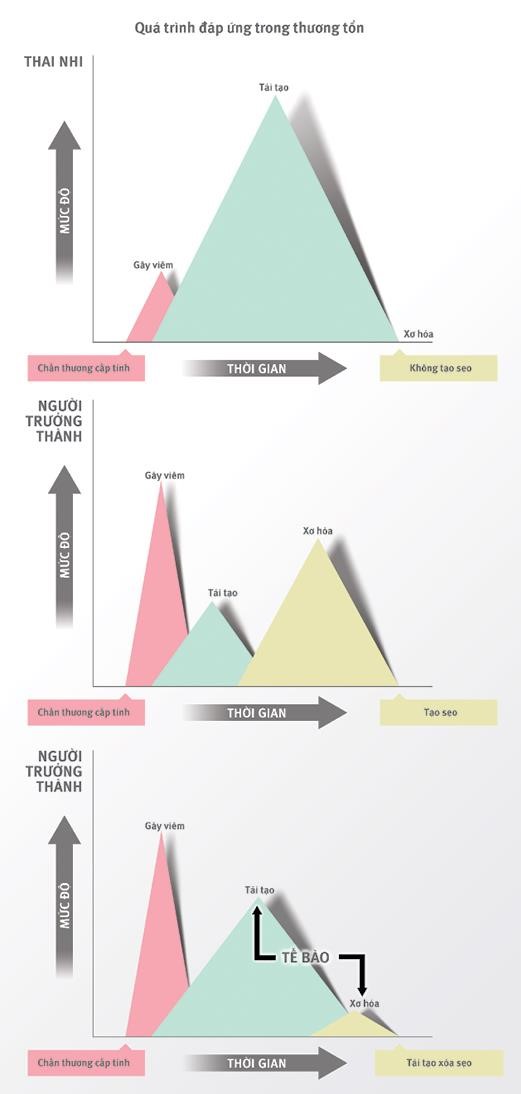 Quá trình đáp ứng trong thương tổn
THAI NHI
Tái tạo
MỨC ĐỘ
Gây viêm
Xơ hóa
Chấn thương cấp tính
THỜI GIAN
Không tạo sẹo
NGƯỜI
TRƯỞNG
THÀNH
Gây viêm
Xơ hóa
MỨC ĐỘ
Tái tạo
Chấn thương cấp tính
THỜI GIAN
Tạo sẹo
NGƯỜI
TRƯỞNG
THÀNH
Gây viêm
Tái tạo
MỨC ĐỘ
TẾ BÀO
Xơ hóa
Chấn thương cấp tính
THỜI GIAN
Tái tạo xóa sẹo